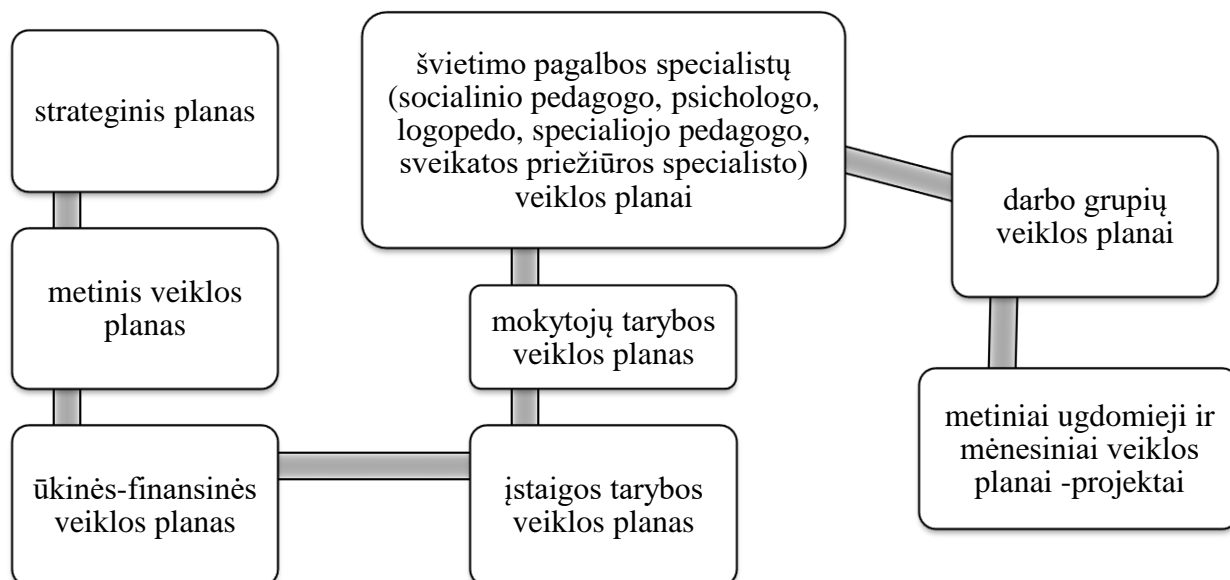 strateginis planas
metinis veiklos
planas
ūkinės-finansinės
veiklos planas
įstaigos tarybos
veiklos planas
mokytojų tarybos
veiklos planas
švietimo pagalbos specialistų
(socialinio pedagogo, psichologo,
logopedo, specialiojo pedagogo,
sveikatos priežiūros specialisto)
veiklos planai
darbo grupių
veiklos planai
metiniai ugdomieji ir
mėnesiniai veiklos
planai -projektai